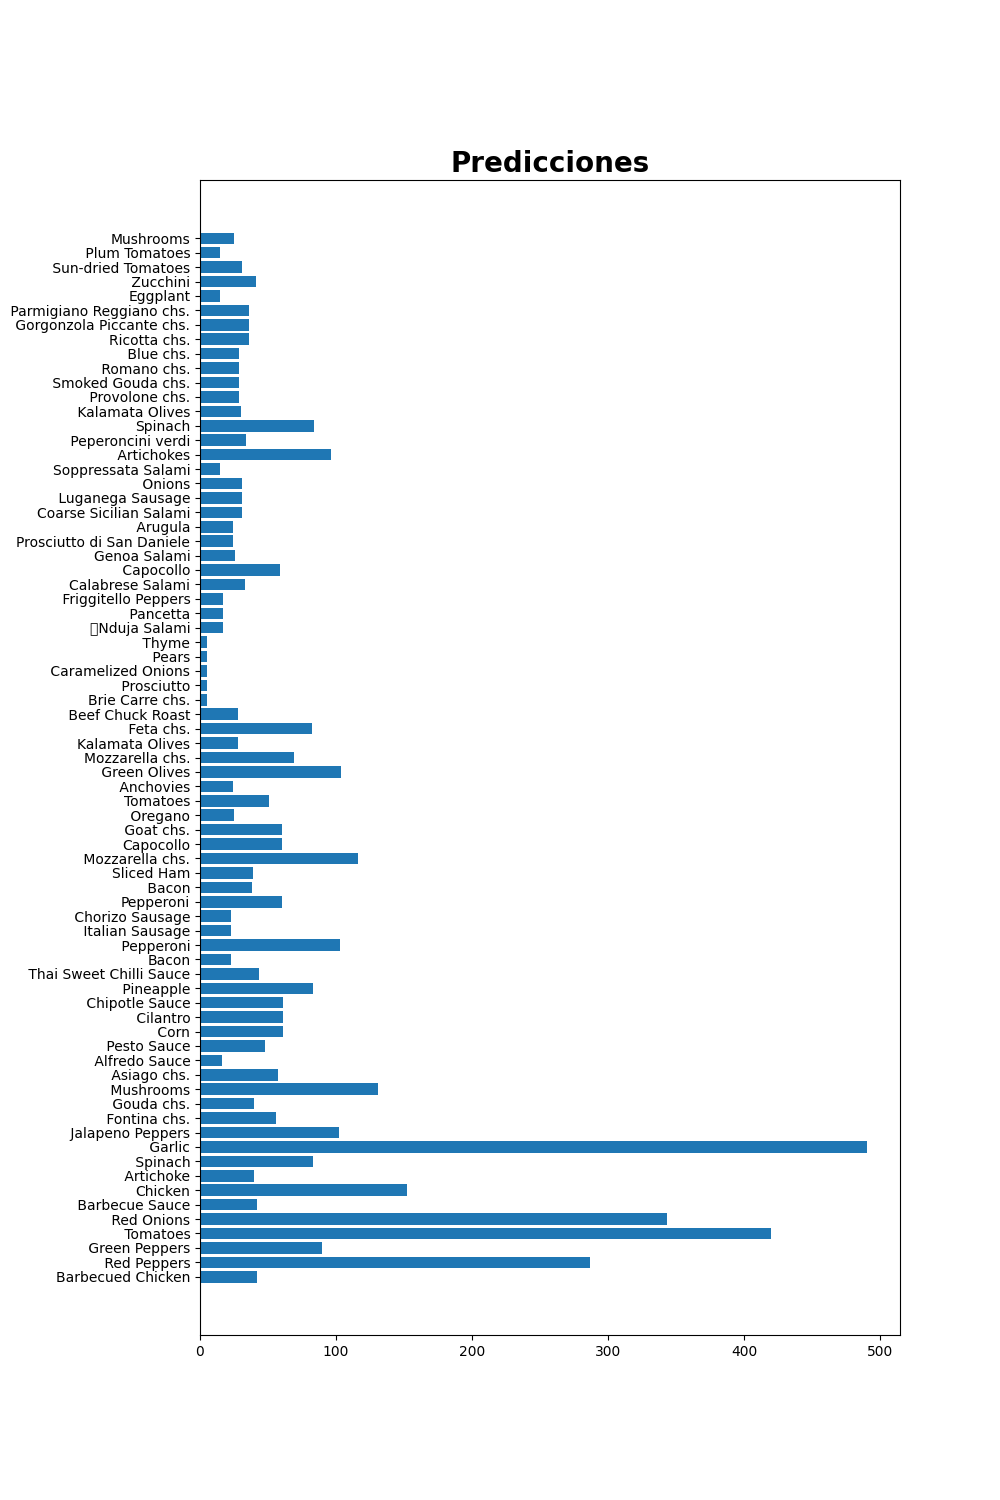 Predicciones
Mushrooms
Plum Tomatoes
Sun-dried Tomatoes
Zucchini
Eggplant
Parmigiano Reggiano chs.
Gorgonzola Piccante chs.
Ricotta chs.
Blue chs.
Romano chs.
Smoked Gouda chs.
Provolone chs.
Kalamata Olives
Spinach
Peperoncini verdi
Artichokes
Soppressata Salami
Onions
Luganega Sausage
Coarse Sicilian Salami
Arugula
Prosciutto di San Daniele
Genoa Salami
Capocollo
Calabrese Salami
Friggitello Peppers
Pancetta
▯Nduja Salami
Thyme
Pears
Caramelized Onions
Prosciutto
Brie Carre chs.
Beef Chuck Roast
Feta chs.
Kalamata Olives
Mozzarella chs.
Green Olives
Anchovies
Tomatoes
Oregano
Goat chs.
Capocollo
Mozzarella chs.
Sliced Ham
Bacon
Pepperoni
Chorizo Sausage
Italian Sausage
Pepperoni
Bacon
Thai Sweet Chilli Sauce
Pineapple
Chipotle Sauce
Cilantro
Corn
Pesto Sauce
Alfredo Sauce
Asiago chs.
Mushrooms
Gouda chs.
Fontina chs.
Jalapeno Peppers
Garlic
Spinach
Artichoke
Chicken
Barbecue Sauce
Red Onions
Tomatoes
Green Peppers
Red Peppers
Barbecued Chicken
0 100 200 300 400 500